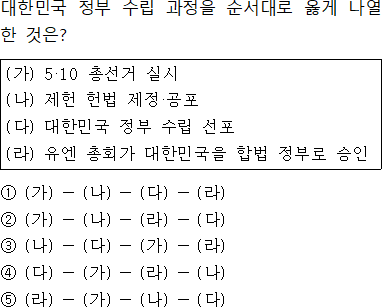 대한민국 정부 수립 과정을 순서대로 옳게 나열
한 것은?
(가) 5·10 총선거 실시
(나) 제헌 헌법 제정·공포
(다) 대한민국 정부 수립 선포
(라) 유엔 총회가 대한민국을 합법 정부로 승인
① (가) - (나) - (다) - (라)
② (가) - (나) - (라) - (다)
③ (나) - (다) - (가) - (라)
④ (다) - (가) - (라) - (나)
⑤ (라) - (가) - (나) - (다)